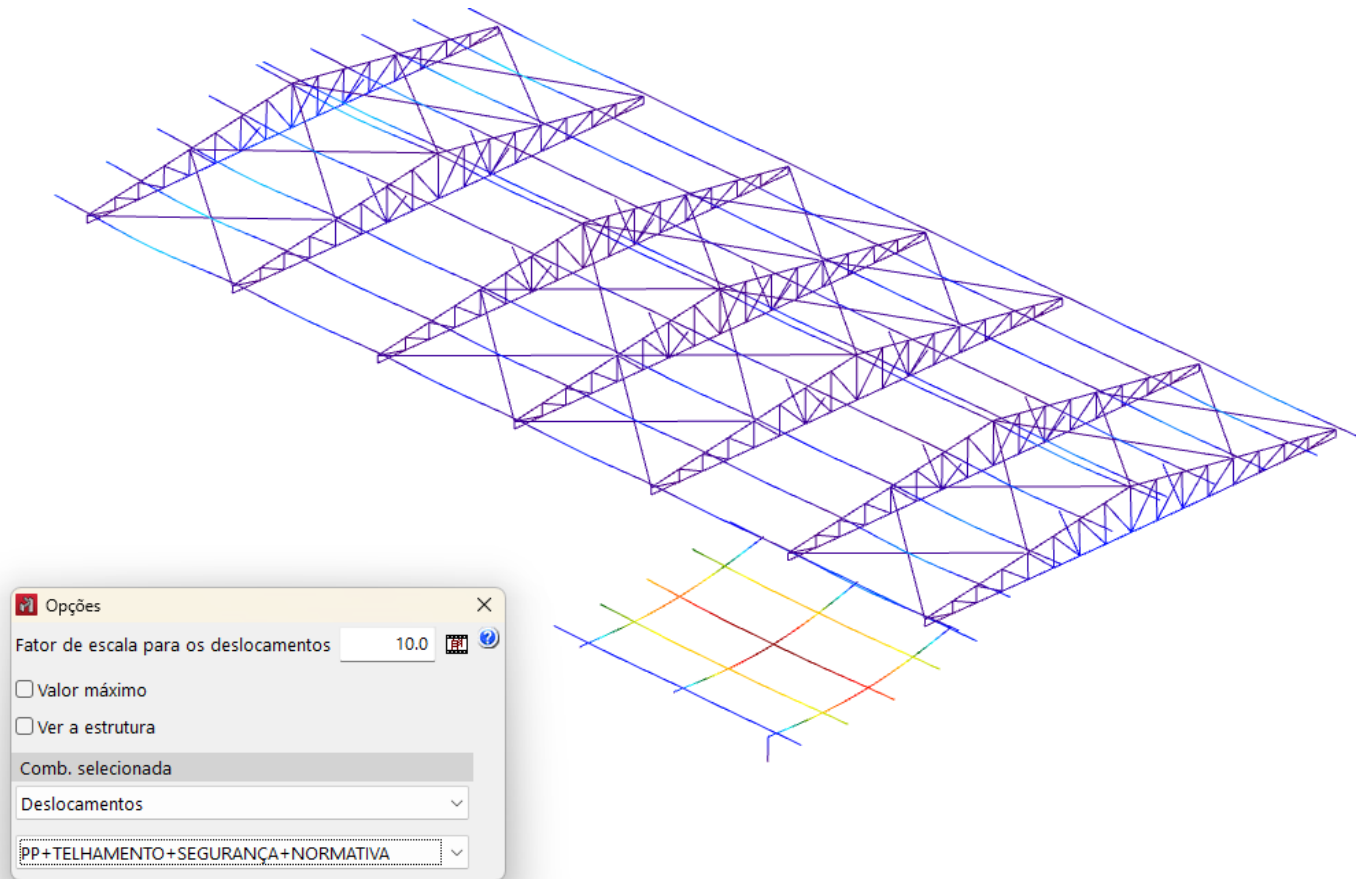 Opções
Fator de escala para os deslocamentos 10.0
Valor máximo
Ver a estrutura
Comb. selecionada
Deslocamentos
PP+TELHAMENTO+SEGURANÇA+NORMATIVA